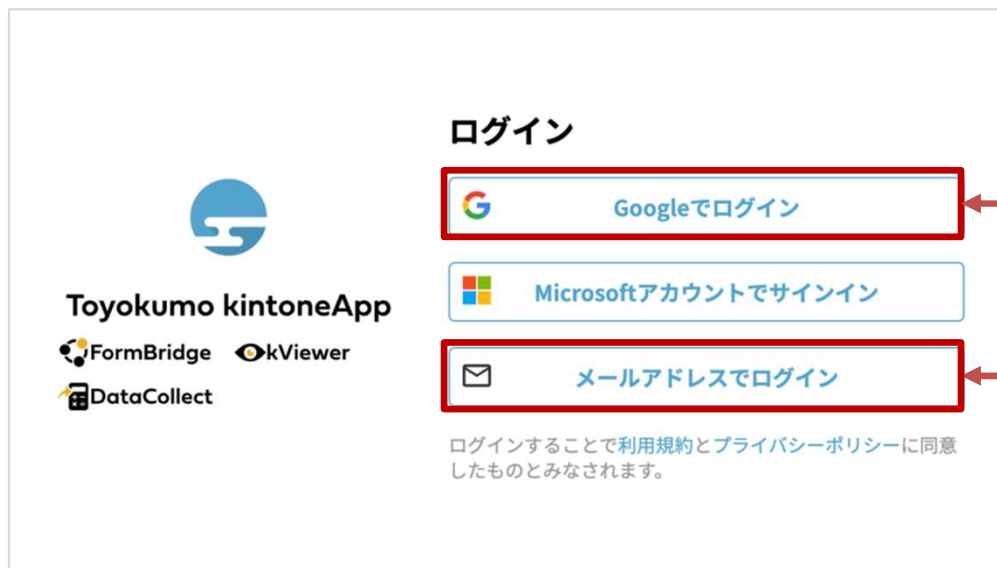 ログイン
Googleでログイン
Microsoftアカウントでサインイン
メールアドレスでログイン
ログインすることで利用規約とプライバシーポリシーに同意
したものとみなされます。
Toyokumo kintoneApp
FormBridge kViewer
DataCollect